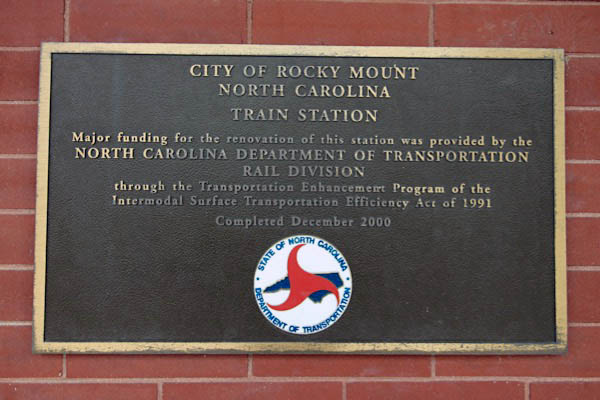 CITY OF ROCKY MOUNT
NORTH CAROLINA
TRAIN STATION
Major funding for the renovation of this station was provided by the
NORTH CAROLINA DEPARTMENT OF TRANSPORTATION
RAIL DIVISION
through the Transportation Enhancement Program of the
Intermodal Surface Transportation Efficiency Act of 1991
Completed December 2000
STATE OF NORTH CAROLINA
DEPARTMENT OF TRANSPORTATION